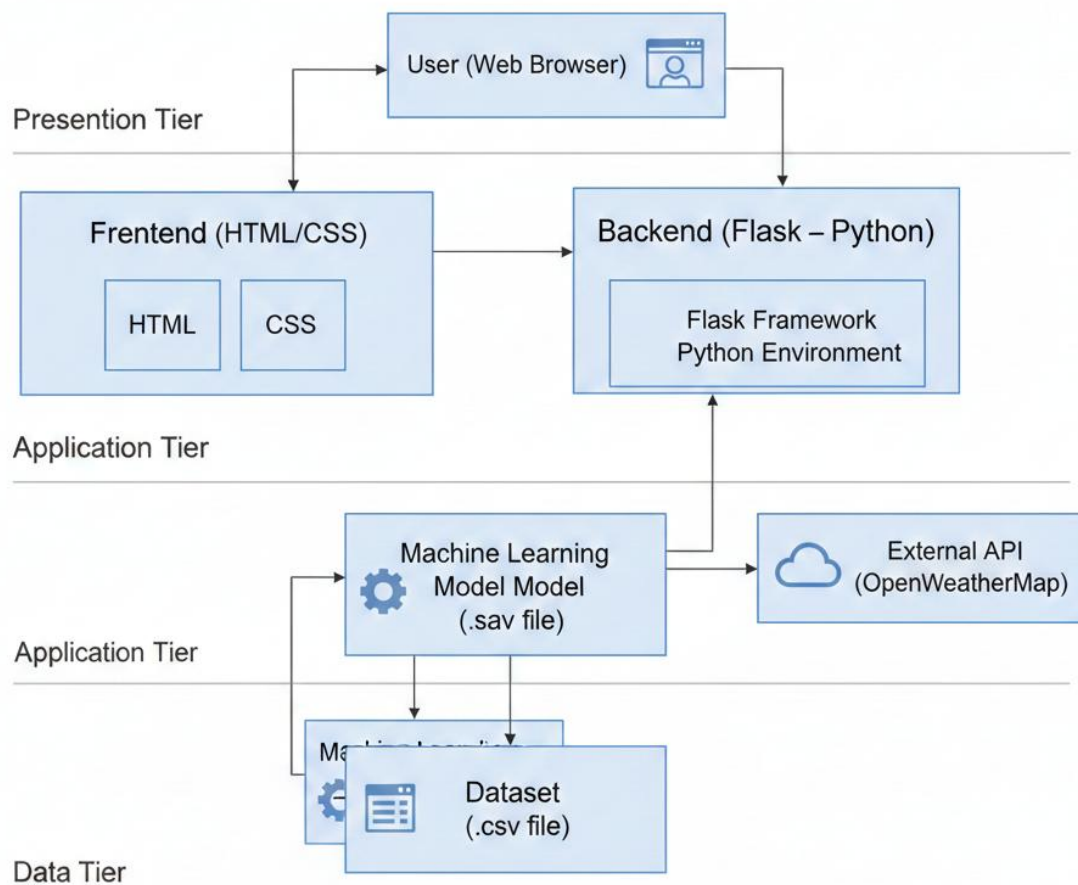 User (Web Browser)
Presention Tier
Frentend (HTML/CSS)
HTML
CSS
Backend (Flask – Python)
Flask Framework
Python Environment
Application Tier
Machine Learning
Model Model
(.sav file)
External API
(OpenWeatherMap)
Application Tier
Dataset
(.csv file)
Data Tier